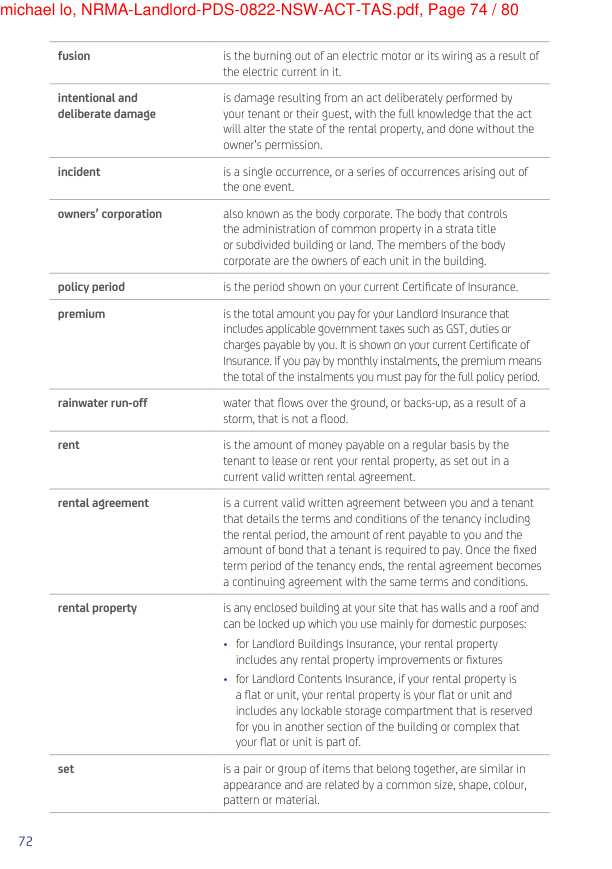 michael lo, NRMA-Landlord-PDS-0822-NSW-ACT-TAS.pdf, Page 74 / 80
fusion
is the burning out of an electric motor or its wiring as a result of
the electric current in it.
intentional and
deliberate damage
is damage resulting from an act deliberately performed by
your tenant or their guest, with the full knowledge that the act
will alter the state of the rental property, and done without the
owner's permission.
incident
is a single occurrence, or a series of occurrences arising out of
the one event.
owners' corporation
also known as the body corporate. The body that controls
the administration of common property in a strata title
or subdivided building or land. The members of the body
corporate are the owners of each unit in the building.
policy period
is the period shown on your current Certificate of Insurance.
premium
is the total amount you pay for your Landlord Insurance that
includes applicable government taxes such as GST, duties or
charges payable by you. It is shown on your current Certificate of
Insurance. If you pay by monthly instalments, the premium means
the total of the instalments you must pay for the full policy period.
rainwater run-off
water that flows over the ground, or backs-up, as a result of a
storm, that is not a flood.
rent
is the amount of money payable on a regular basis by the
tenant to lease or rent your rental property, as set out in a
current valid written rental agreement.
rental agreement
is a current valid written agreement between you and a tenant
that details the terms and conditions of the tenancy including
the rental period, the amount of rent payable to you and the
amount of bond that a tenant is required to pay. Once the fixed
term period of the tenancy ends, the rental agreement becomes
a continuing agreement with the same terms and conditions.
rental property
is any enclosed building at your site that has walls and a roof and
can be locked up which you use mainly for domestic purposes:
• for Landlord Buildings Insurance, your rental property
includes any rental property improvements or fixtures
• for Landlord Contents Insurance, if your rental property is
a flat or unit, your rental property is your flat or unit and
includes any lockable storage compartment that is reserved
for you in another section of the building or complex that
your flat or unit is part of.
set
is a pair or group of items that belong together, are similar in
appearance and are related by a common size, shape, colour,
pattern or material.
72